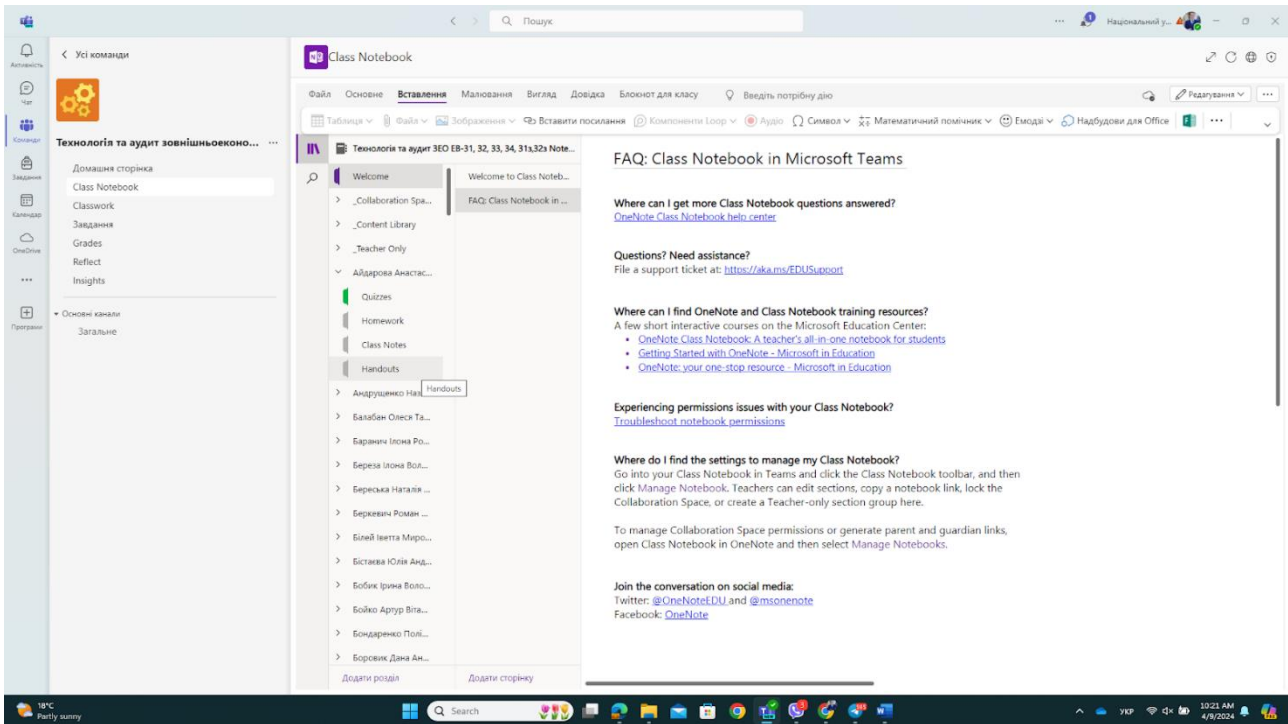 Пошук
Національний у...
Активність
Чат
Команди
Завдання
Календар
OneDrive
Програми
Усі команди
Технологія та аудит зовнішньоеконо...
Домашня сторінка
Class Notebook
Classwork
Завдання
Grades
Reflect
Insights
Основні канали
Загальне
Class Notebook
Файл Основне Вставлення Малювання Вигляд Довідка Блокнот для класу Введіть потрібну дію Редагування
Таблиця Файл Зображення Вставити посилання Компоненти Loop Аудіо Символ Математичний помічник Емодзі Надбудови для Office
Технологія та аудит ЗЕО ЕВ-31, 32, 33, 34, 31з,32з Note...
Welcome
_Collaboration Spa...
_Content Library
_Teacher Only
Айдарова Анастас...
Quizzes
Homework
Class Notes
Handouts
Handouts
Андрущенко Наз
Балабан Олеся Та...
Баранич Ілона Ро...
Береза Ілона Вол...
Береська Наталія ...
Беркевич Роман ...
Білей Іветта Миро...
Бістаєва Юлія Анд...
Бобик Ірина Воло...
Бойко Артур Віта...
Бондаренко Полі...
Боровик Дана Ан...
Додати розділ
Welcome to Class Noteb...
FAQ: Class Notebook in ...
Додати сторінку
FAQ: Class Notebook in Microsoft Teams
Where can I get more Class Notebook questions answered?
OneNote Class Notebook help center
Questions? Need assistance?
File a support ticket at: https://aka.ms/EDUSupport
Where can I find OneNote and Class Notebook training resources?
A few short interactive courses on the Microsoft Education Center:
• OneNote Class Notebook: A teacher's all-in-one notebook for students
• Getting Started with OneNote - Microsoft in Education
• OneNote: your one-stop resource - Microsoft in Education
Experiencing permissions issues with your Class Notebook?
Troubleshoot notebook permissions
Where do I find the settings to manage my Class Notebook?
Go into your Class Notebook in Teams and click the Class Notebook toolbar, and then
click Manage Notebook. Teachers can edit sections, copy a notebook link, lock the
Collaboration Space, or create a Teacher-only section group here.
To manage Collaboration Space permissions or generate parent and guardian links,
open Class Notebook in OneNote and then select Manage Notebooks.
Join the conversation on social media:
Twitter: @OneNoteEDU and @msonenote
Facebook: OneNote
18°C
Partly sunny
Search
УКР
10:21 AM
4/9/2024